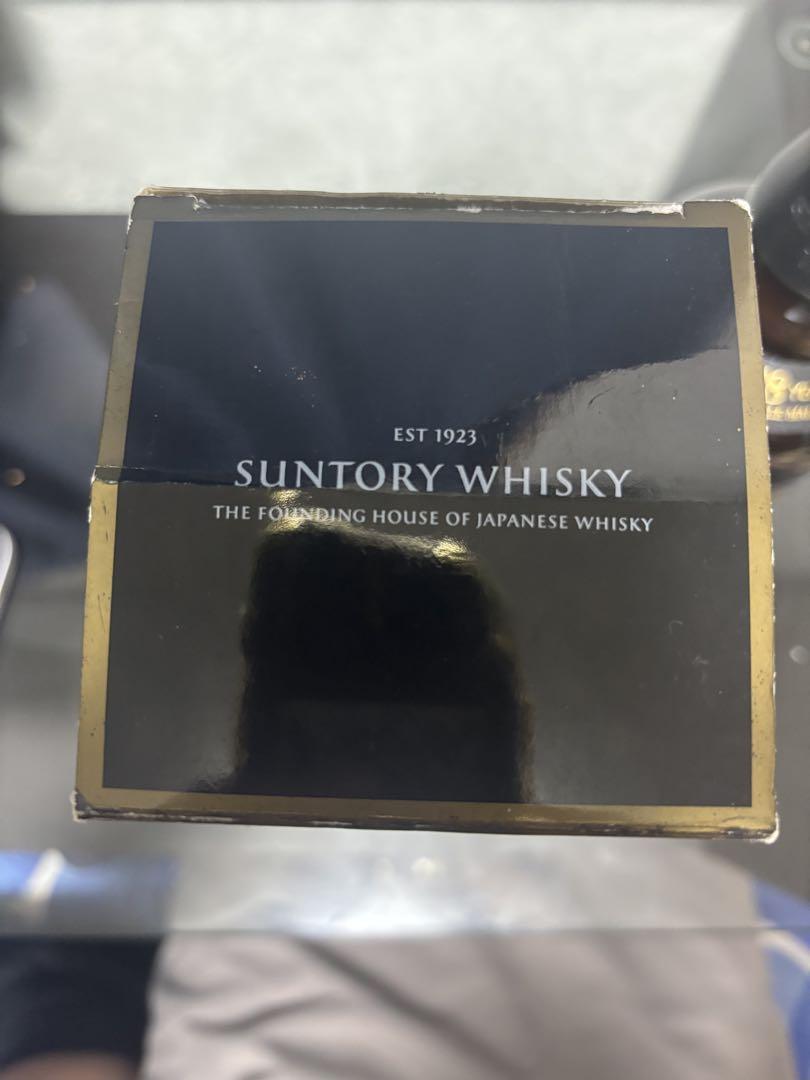 EST 1923
SUNTORY WHISKY
THE FOUNDING HOUSE OF JAPANESE WHISKY